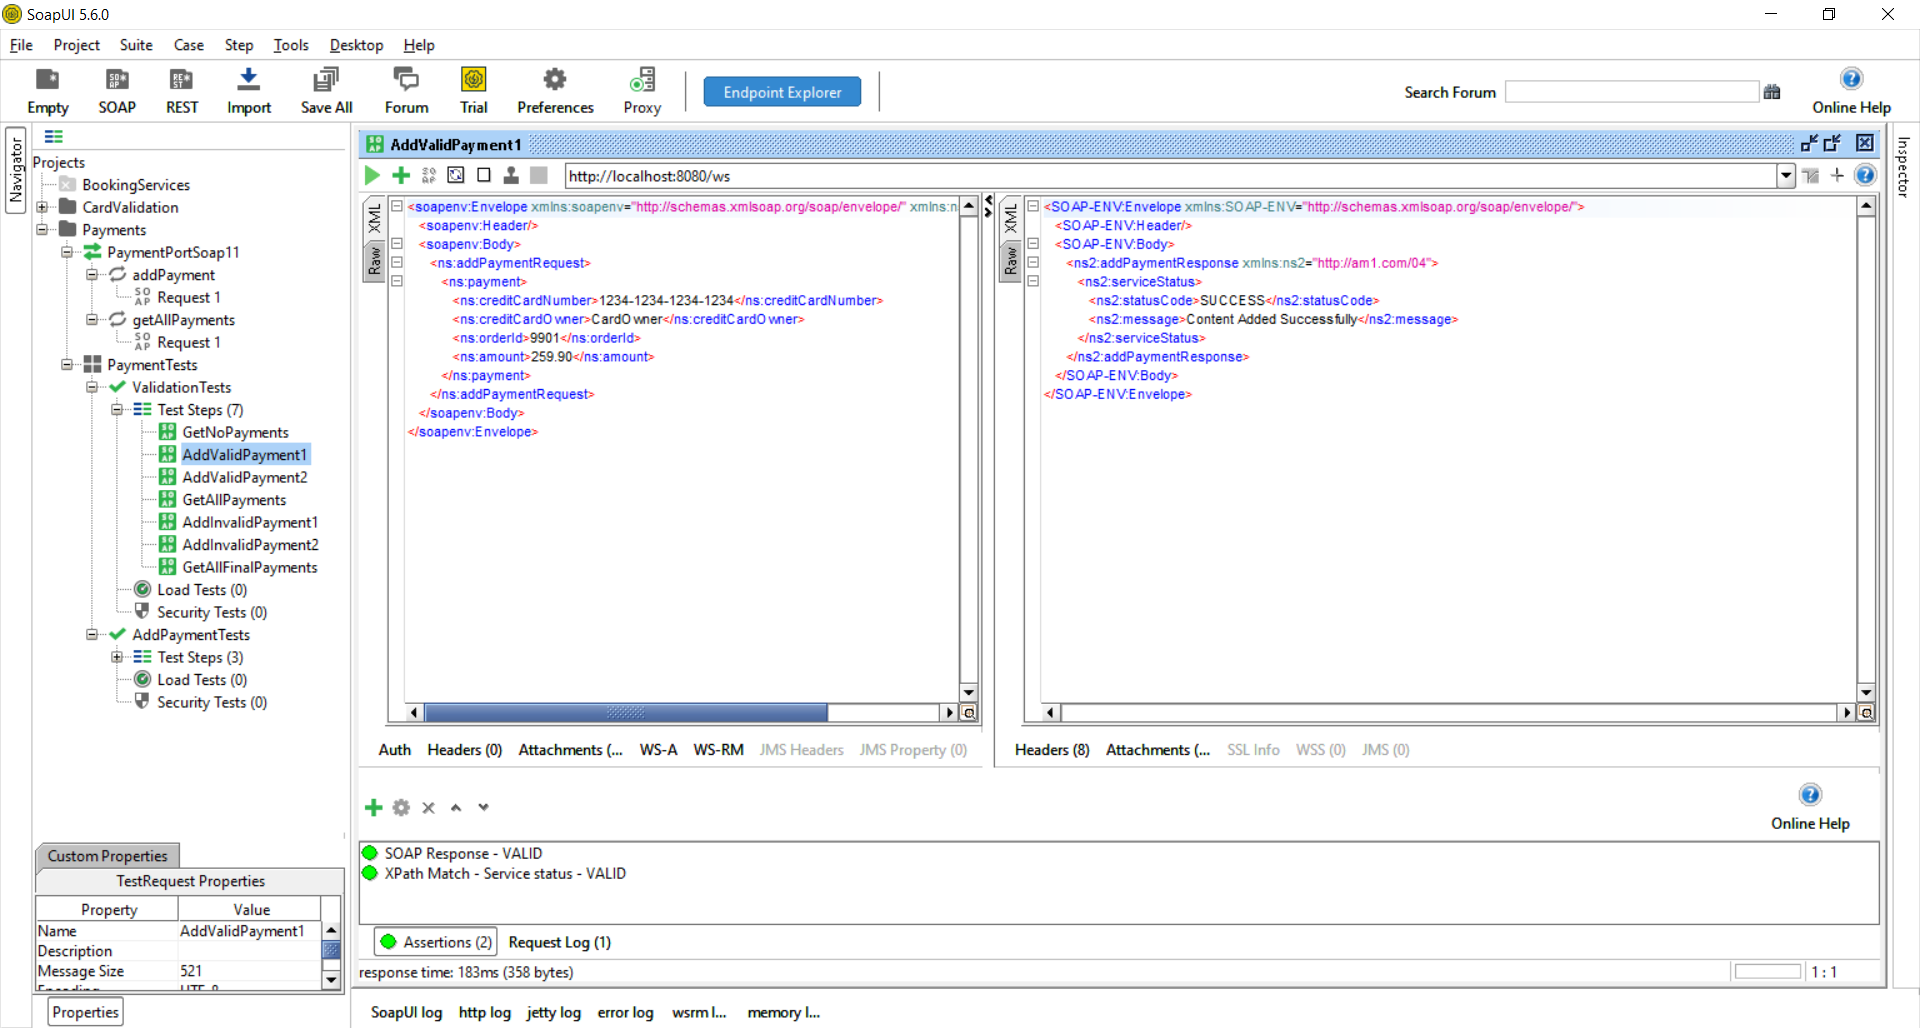 SoapUI 5.6.0
File Project Suite Case Step Tools Desktop Help
Empty SOAP REST Import Save All Forum Trial Preferences Proxy Endpoint Explorer Search Forum Online Help
Navigator
Projects
BookingServices
CardValidation
Payments
PaymentPortSoap11
addPayment
Request 1
getAllPayments
Request 1
PaymentTests
ValidationTests
Test Steps (7)
GetNoPayments
AddValidPayment1
AddValidPayment2
GetAllPayments
AddInvalidPayment1
AddInvalidPayment2
GetAllFinalPayments
Load Tests (0)
Security Tests (0)
AddPaymentTests
Test Steps (3)
Load Tests (0)
Security Tests (0)
Custom Properties
TestRequest Properties
Property Value
Name AddValidPayment1
Description
Message Size 521
Encoding UTF-8
Properties
AddValidPayment1
http://localhost:8080/ws
XML
Raw
<soapenv:Envelope xmlns:soapenv="http://schemas.xmlsoap.org/soap/envelope/" xmlns:n
<soapenv:Header/>
<soapenv:Body>
<ns:addPaymentRequest>
<ns:payment>
<ns:creditCardNumber>1234-1234-1234-1234</ns:creditCardNumber>
<ns:creditCardOwner>CardOwner</ns:creditCardOwner>
<ns:orderId>9901</ns:orderId>
<ns:amount>259.90</ns:amount>
</ns:payment>
</ns:addPaymentRequest>
</soapenv:Body>
</soapenv:Envelope>
Auth Headers (0) Attachments (... WS-A WS-RM JMS Headers JMS Property (0)
XML
Raw
<SOAP-ENV:Envelope xmlns:SOAP-ENV="http://schemas.xmlsoap.org/soap/envelope/">
<SOAP-ENV:Header/>
<SOAP-ENV:Body>
<ns2:addPaymentResponse xmlns:ns2="http://am1.com/04">
<ns2:serviceStatus>
<ns2:statusCode>SUCCESS</ns2:statusCode>
<ns2:message>Content Added Successfully</ns2:message>
</ns2:serviceStatus>
</ns2:addPaymentResponse>
</SOAP-ENV:Body>
</SOAP-ENV:Envelope>
Headers (8) Attachments (... SSL Info WSS (0) JMS (0)
Online Help
SOAP Response - VALID
XPath Match - Service status - VALID
Assertions (2) Request Log (1)
response time: 183ms (358 bytes) 1 : 1
SoapUI log http log jetty log error log wsrm l... memory l...
Inspector